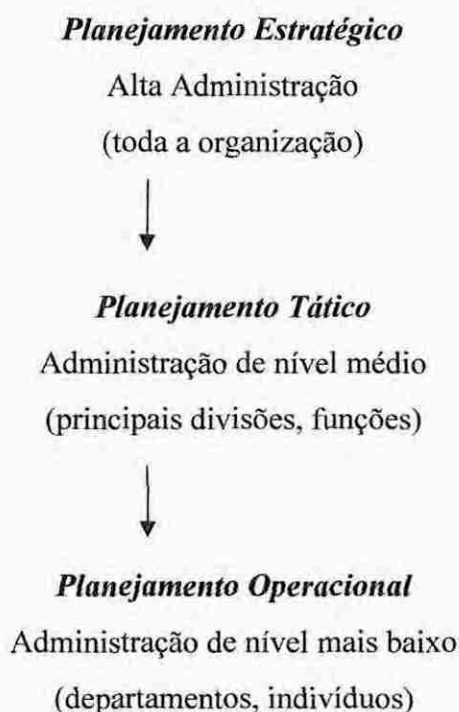 Planejamento Estratégico
Alta Administração
(toda a organização)
Planejamento Tático
Administração de nível médio
(principais divisões, funções)
Planejamento Operacional
Administração de nível mais baixo
(departamentos, indivíduos)